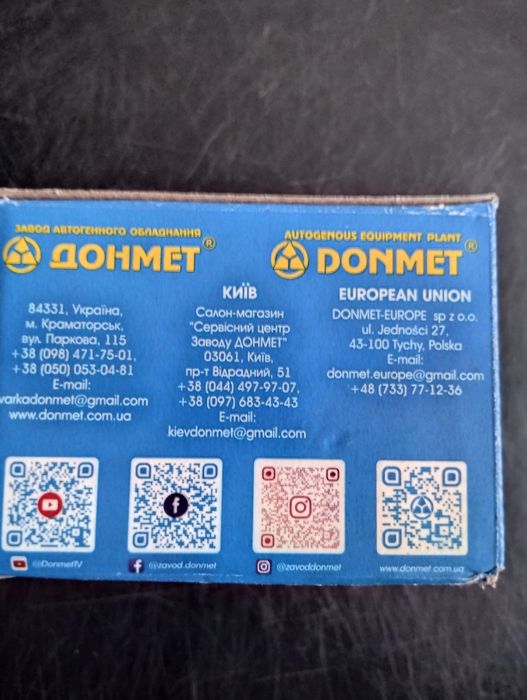 ЗАВОД АВТОГЕННОГО ОБЛАДНАННЯ
ДОНМЕТ®
84331, Україна,
м. Краматорськ,
вул. Паркова, 115
+38 (098) 471-75-01,
+38 (050) 053-04-81
E-mail:
varkadonmet@gmail.com
www.donmet.com.ua
КИЇВ
Салон-магазин
"Сервісний центр
Заводу ДОНМЕТ"
03061, Київ,
пр-т Відрадний, 51
+38 (044) 497-97-07,
+38 (097) 683-43-43
E-mail:
kievdonmet@gmail.com
AUTOGENOUS EQUIPMENT PLANT
DONMET®
EUROPEAN UNION
DONMET-EUROPE sp z o.o.
ul. Jedności 27,
43-100 Tychy, Polska
E-mail:
donmet.europe@gmail.com
+48 (733) 77-12-36
@DonmetTV
@zavod.donmet
@zavoddonmet
www.donmet.com.ua